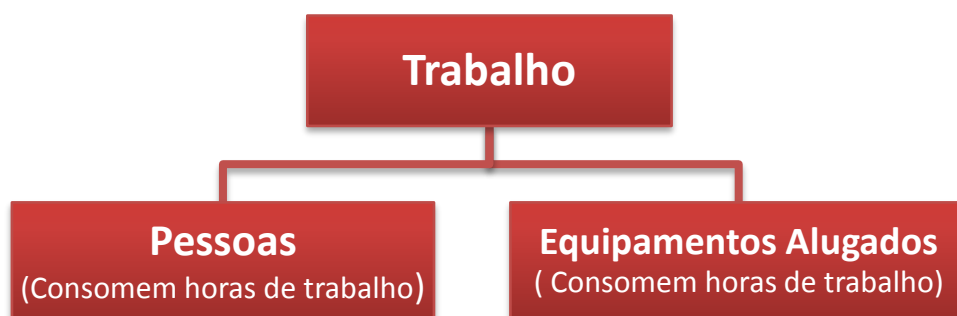 Trabalho
Pessoas
(Consomem horas de trabalho)
Equipamentos Alugados
( Consomem horas de trabalho)